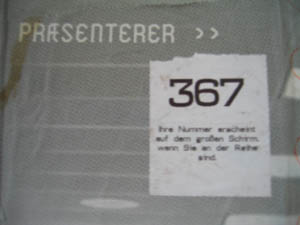 PRÆSENTERER >>
367
Ihre Nummer erscheint
auf dem großen Schirm,
wenn Sie an der Reihe
sind.